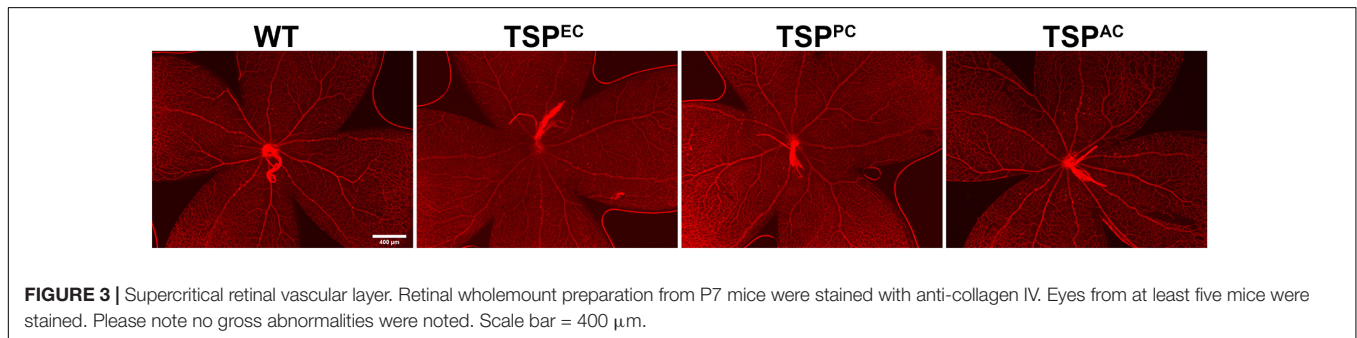 WT TSPEC TSPPC TSPAC
400 µm
FIGURE 3 | Supercritical retinal vascular layer. Retinal wholemount preparation from P7 mice were stained with anti-collagen IV. Eyes from at least five mice were
stained. Please note no gross abnormalities were noted. Scale bar = 400 µm.